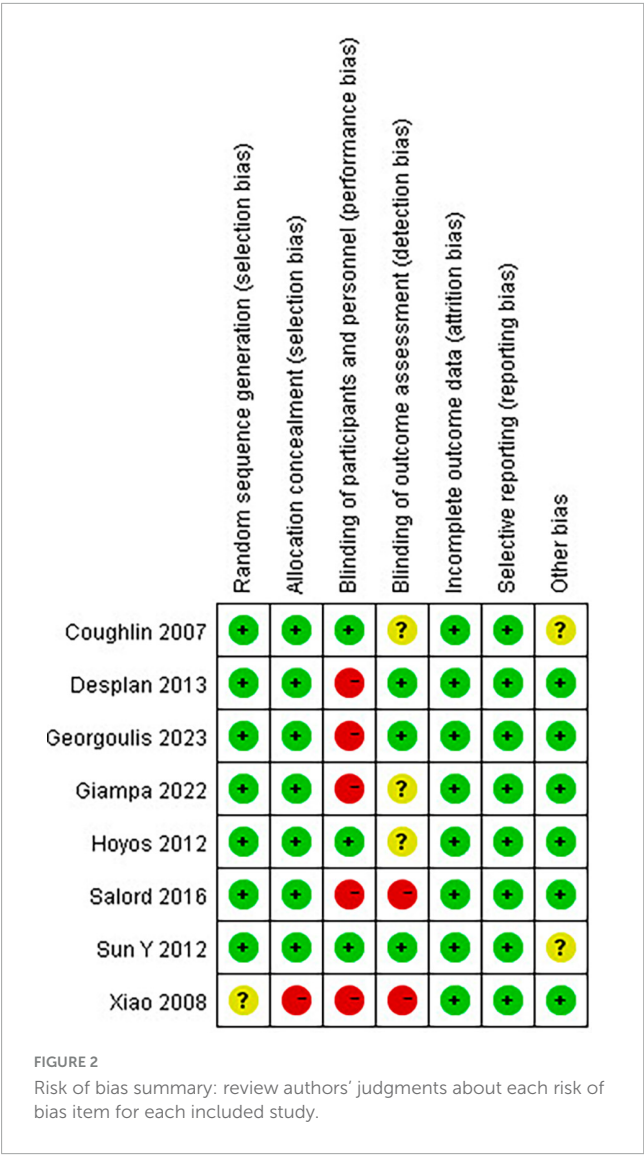 Random sequence generation (selection bias)
Allocation concealment (selection bias)
Blinding of participants and personnel (performance bias)
Blinding of outcome assessment (detection bias)
Incomplete outcome data (attrition bias)
Selective reporting (reporting bias)
Other bias
Coughlin 2007 + + + ? + + ?
Desplan 2013 + + - + + + +
Georgoulis 2023 + + - + + + +
Giampa 2022 + + - ? + + +
Hoyos 2012 + + + ? + + +
Salord 2016 + + - - + + +
Sun Y 2012 + + + + + + ?
Xiao 2008 ? - - - + + +
FIGURE 2
Risk of bias summary: review authors’ judgments about each risk of
bias item for each included study.